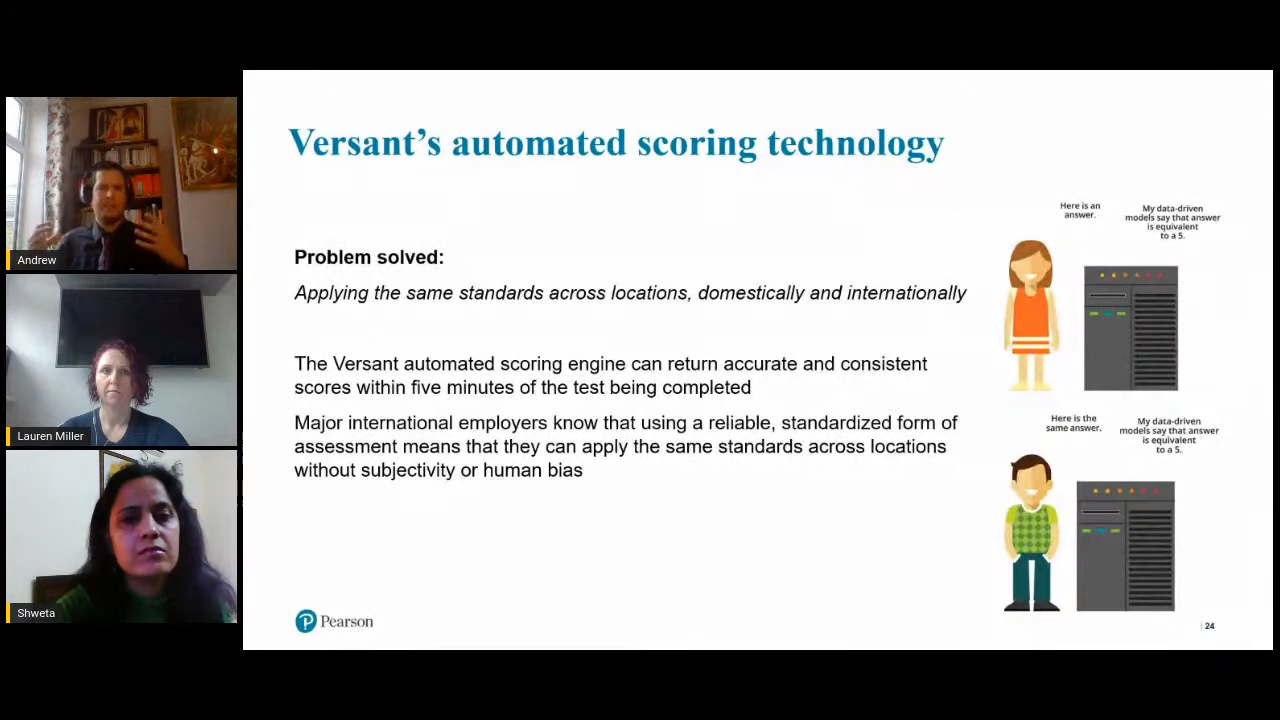 Versant’s automated scoring technology
Problem solved:
Applying the same standards across locations, domestically and internationally
The Versant automated scoring engine can return accurate and consistent
scores within five minutes of the test being completed
Major international employers know that using a reliable, standardized form of
assessment means that they can apply the same standards across locations
without subjectivity or human bias
Here is an
answer.
My data-driven
models say that answer
is equivalent
to a 5.
Here is the
same answer.
My data-driven
models say that answer
is equivalent
to a 5.
Pearson
24
Andrew
Lauren Miller
Shweta